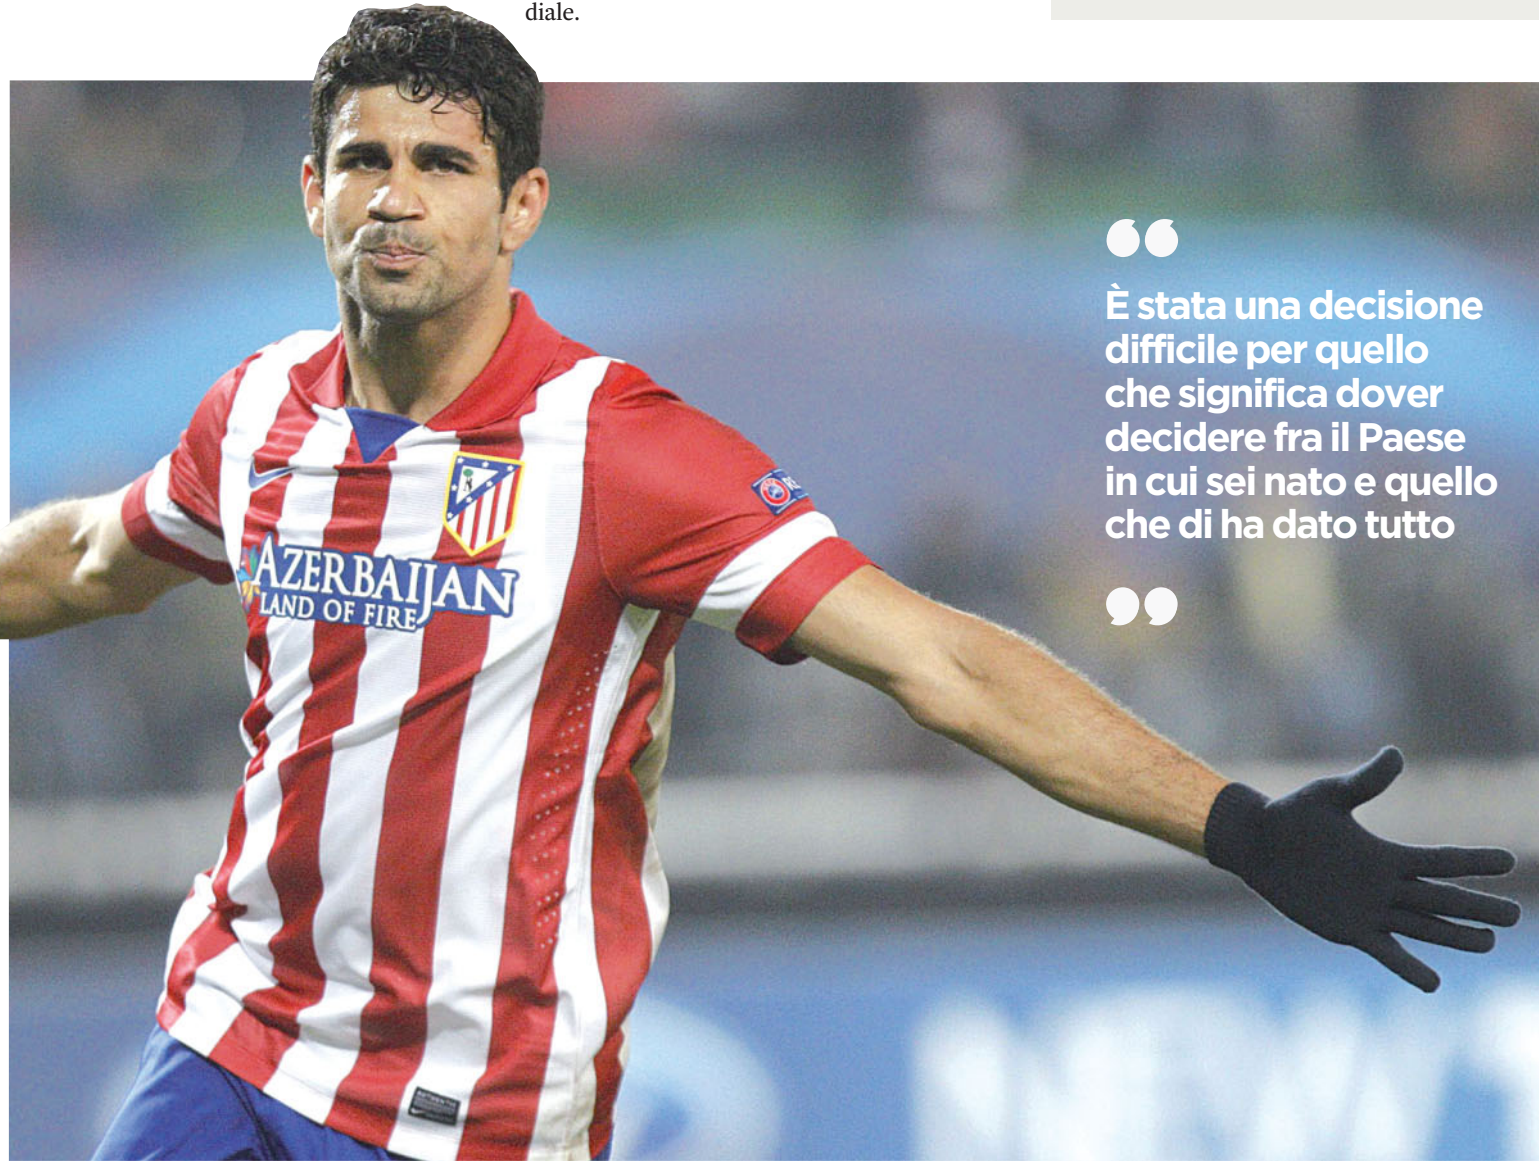 diale.
È stata una decisione
difficile per quello
che significa dover
decidere fra il Paese
in cui sei nato e quello
che di ha dato tutto
AZERBAIJAN
LAND OF FIRE